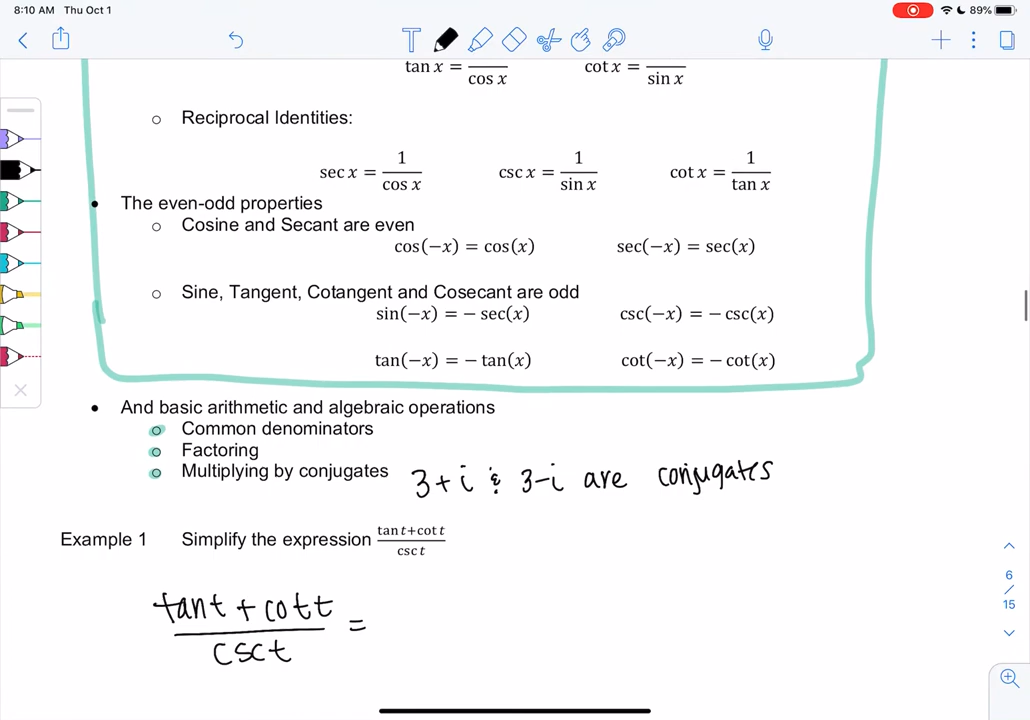 8:10 AM Thu Oct 1 89%
T
tan x = ―/cos x cot x = ―/sin x
o Reciprocal Identities:
sec x = 1/cos x csc x = 1/sin x cot x = 1/tan x
• The even-odd properties
o Cosine and Secant are even
cos(−x) = cos(x) sec(−x) = sec(x)
o Sine, Tangent, Cotangent and Cosecant are odd
sin(−x) = − sec(x) csc(−x) = − csc(x)
tan(−x) = − tan(x) cot(−x) = − cot(x)
• And basic arithmetic and algebraic operations
o Common denominators
o Factoring
o Multiplying by conjugates 3+i & 3-i are conjugates
Example 1 Simplify the expression tan t+cot t/csc t
tant + cott/csct =
6
/
15